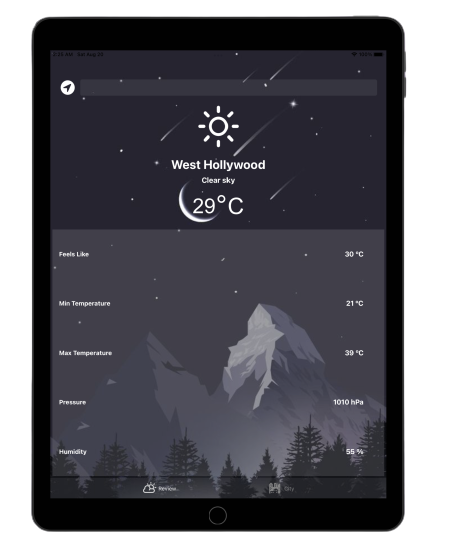 West Hollywood
Clear sky
29°C
Feels Like 30 °C
Min Temperature 21 °C
Max Temperature 39 °C
Pressure 1010 hPa
Humidity 55 %
Review..
City